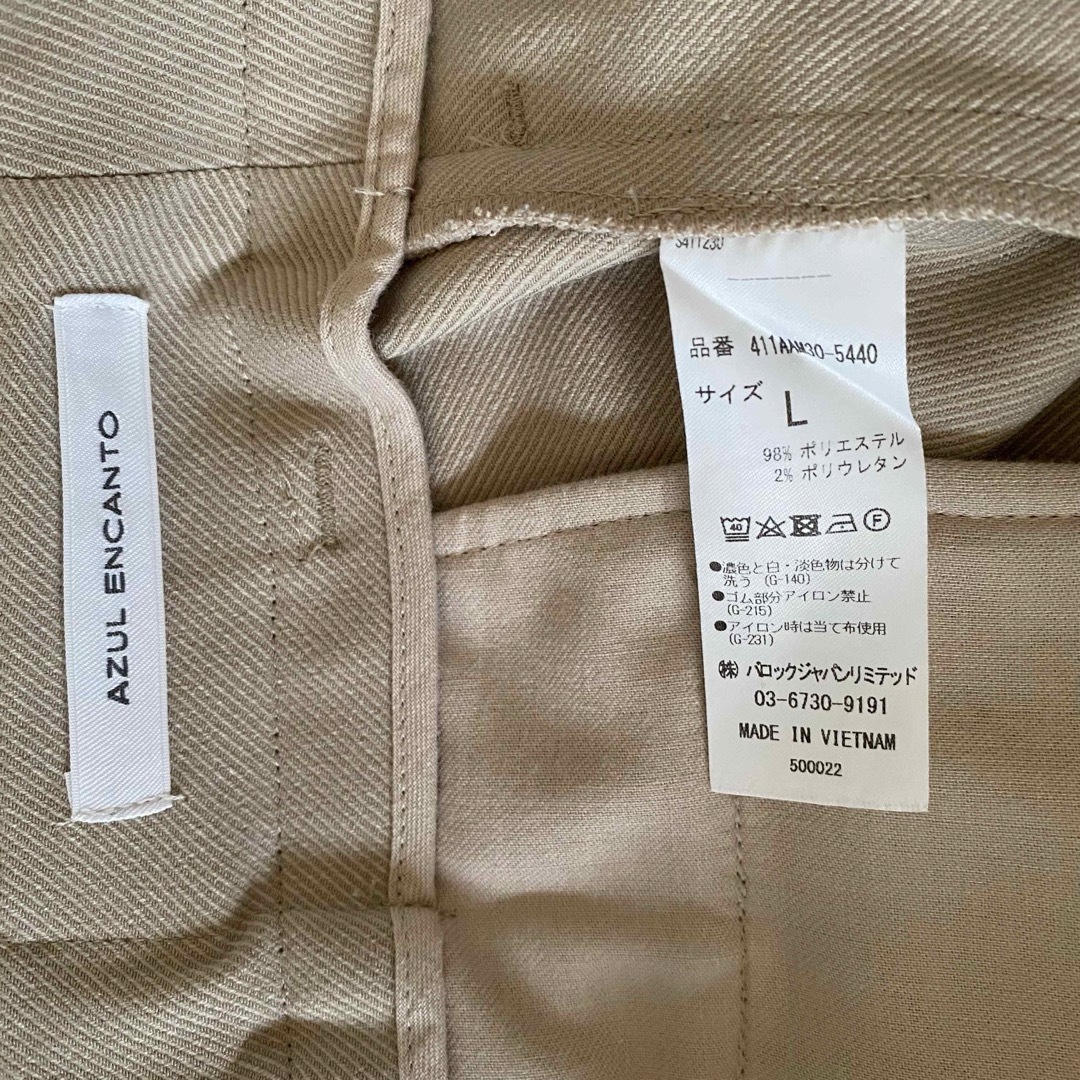 AZUL ENCANTO
品番 411AAM30-5440
サイズ L
98% ポリエステル
2% ポリウレタン
40 F
●濃色と白・淡色物は分けて
洗う (G-140)
●ゴム部分アイロン禁止
(G-215)
●アイロン時は当て布使用
(G-231)
㈱ バロックジャパンリミテッド
03-6730-9191
MADE IN VIETNAM
500022